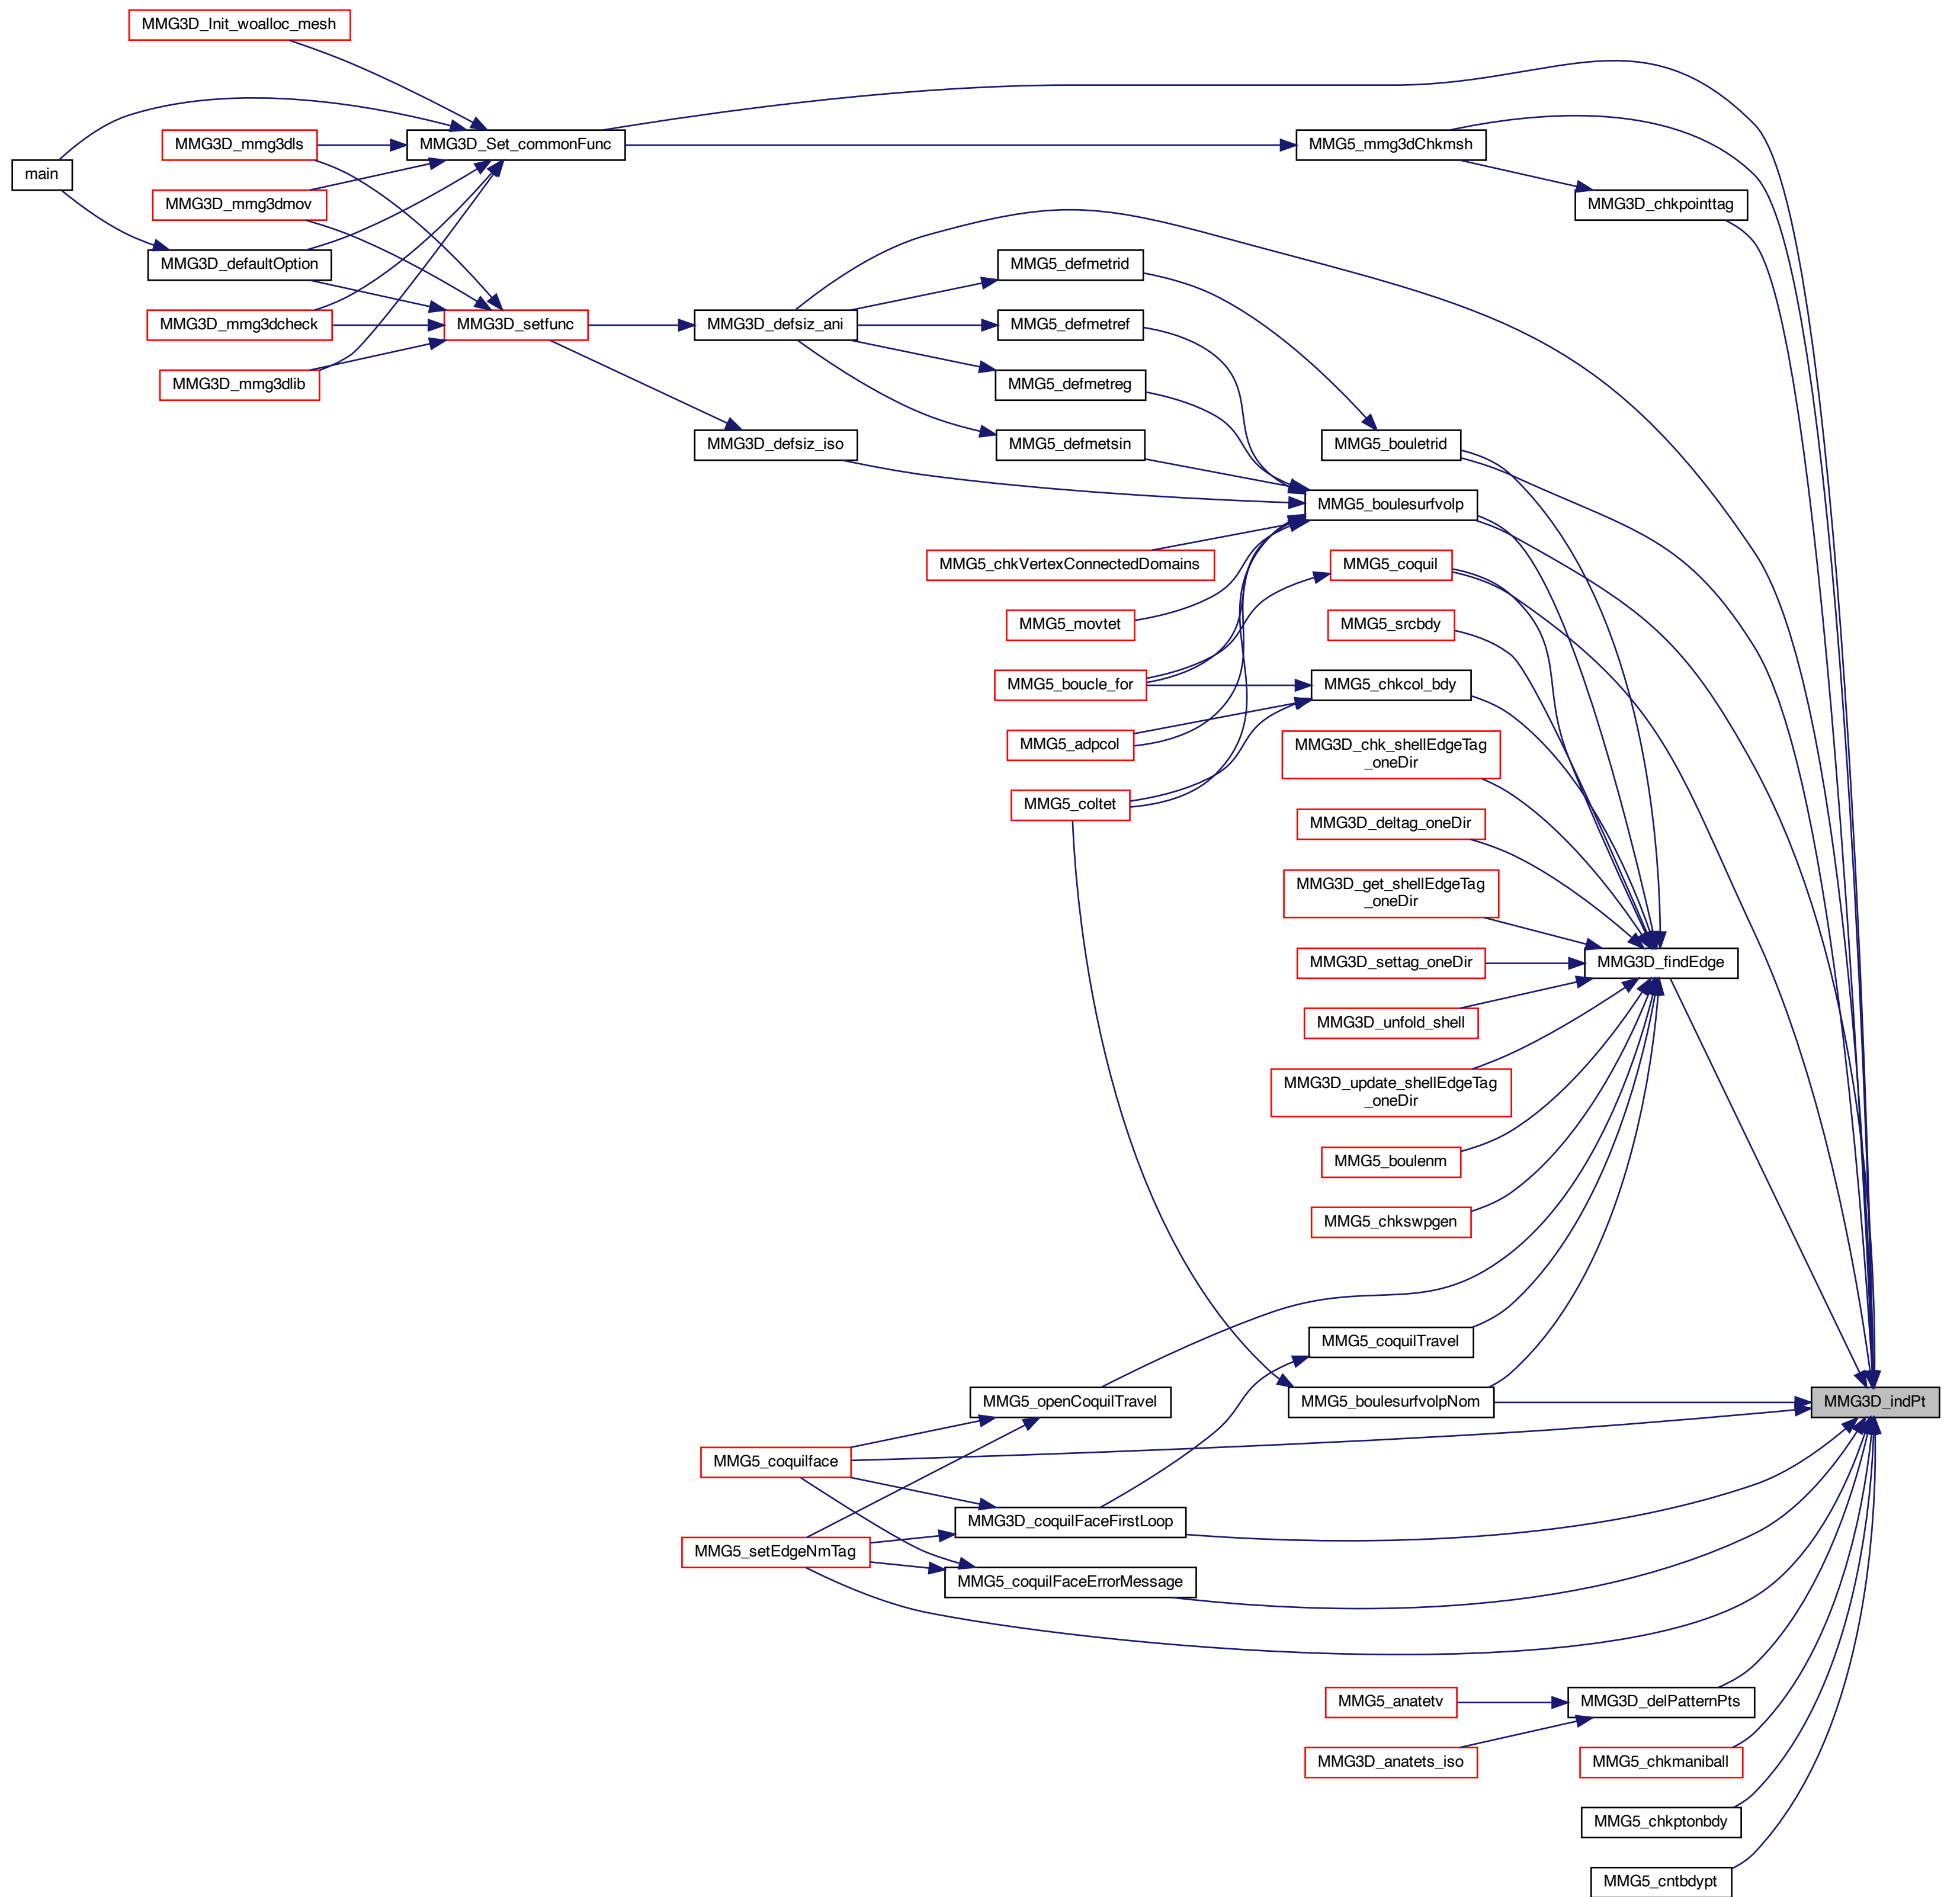 MMG3D_Init_woalloc_mesh
MMG3D_mmg3dls
MMG3D_Set_commonFunc
MMG5_mmg3dChkmsh
main
MMG3D_mmg3dmov
MMG3D_chkpointtag
MMG3D_defaultOption
MMG5_defmetrid
MMG3D_mmg3dcheck
MMG3D_setfunc
MMG3D_defsiz_ani
MMG5_defmetref
MMG3D_mmg3dlib
MMG5_defmetreg
MMG3D_defsiz_iso
MMG5_defmetsin
MMG5_bouletrid
MMG5_boulesurfvolp
MMG5_chkVertexConnectedDomains
MMG5_coquil
MMG5_movtet
MMG5_srcbdy
MMG5_boucle_for
MMG5_chkcol_bdy
MMG5_adpcol
MMG3D_chk_shellEdgeTag
_oneDir
MMG5_coltet
MMG3D_deltag_oneDir
MMG3D_get_shellEdgeTag
_oneDir
MMG3D_settag_oneDir
MMG3D_findEdge
MMG3D_unfold_shell
MMG3D_update_shellEdgeTag
_oneDir
MMG5_boulenm
MMG5_chkswpgen
MMG5_coquilTravel
MMG5_openCoquilTravel
MMG5_boulesurfvolpNom
MMG3D_indPt
MMG5_coquilface
MMG3D_coquilFaceFirstLoop
MMG5_setEdgeNmTag
MMG5_coquilFaceErrorMessage
MMG5_anatetv
MMG3D_delPatternPts
MMG3D_anatets_iso
MMG5_chkmaniball
MMG5_chkptonbdy
MMG5_cntbdypt